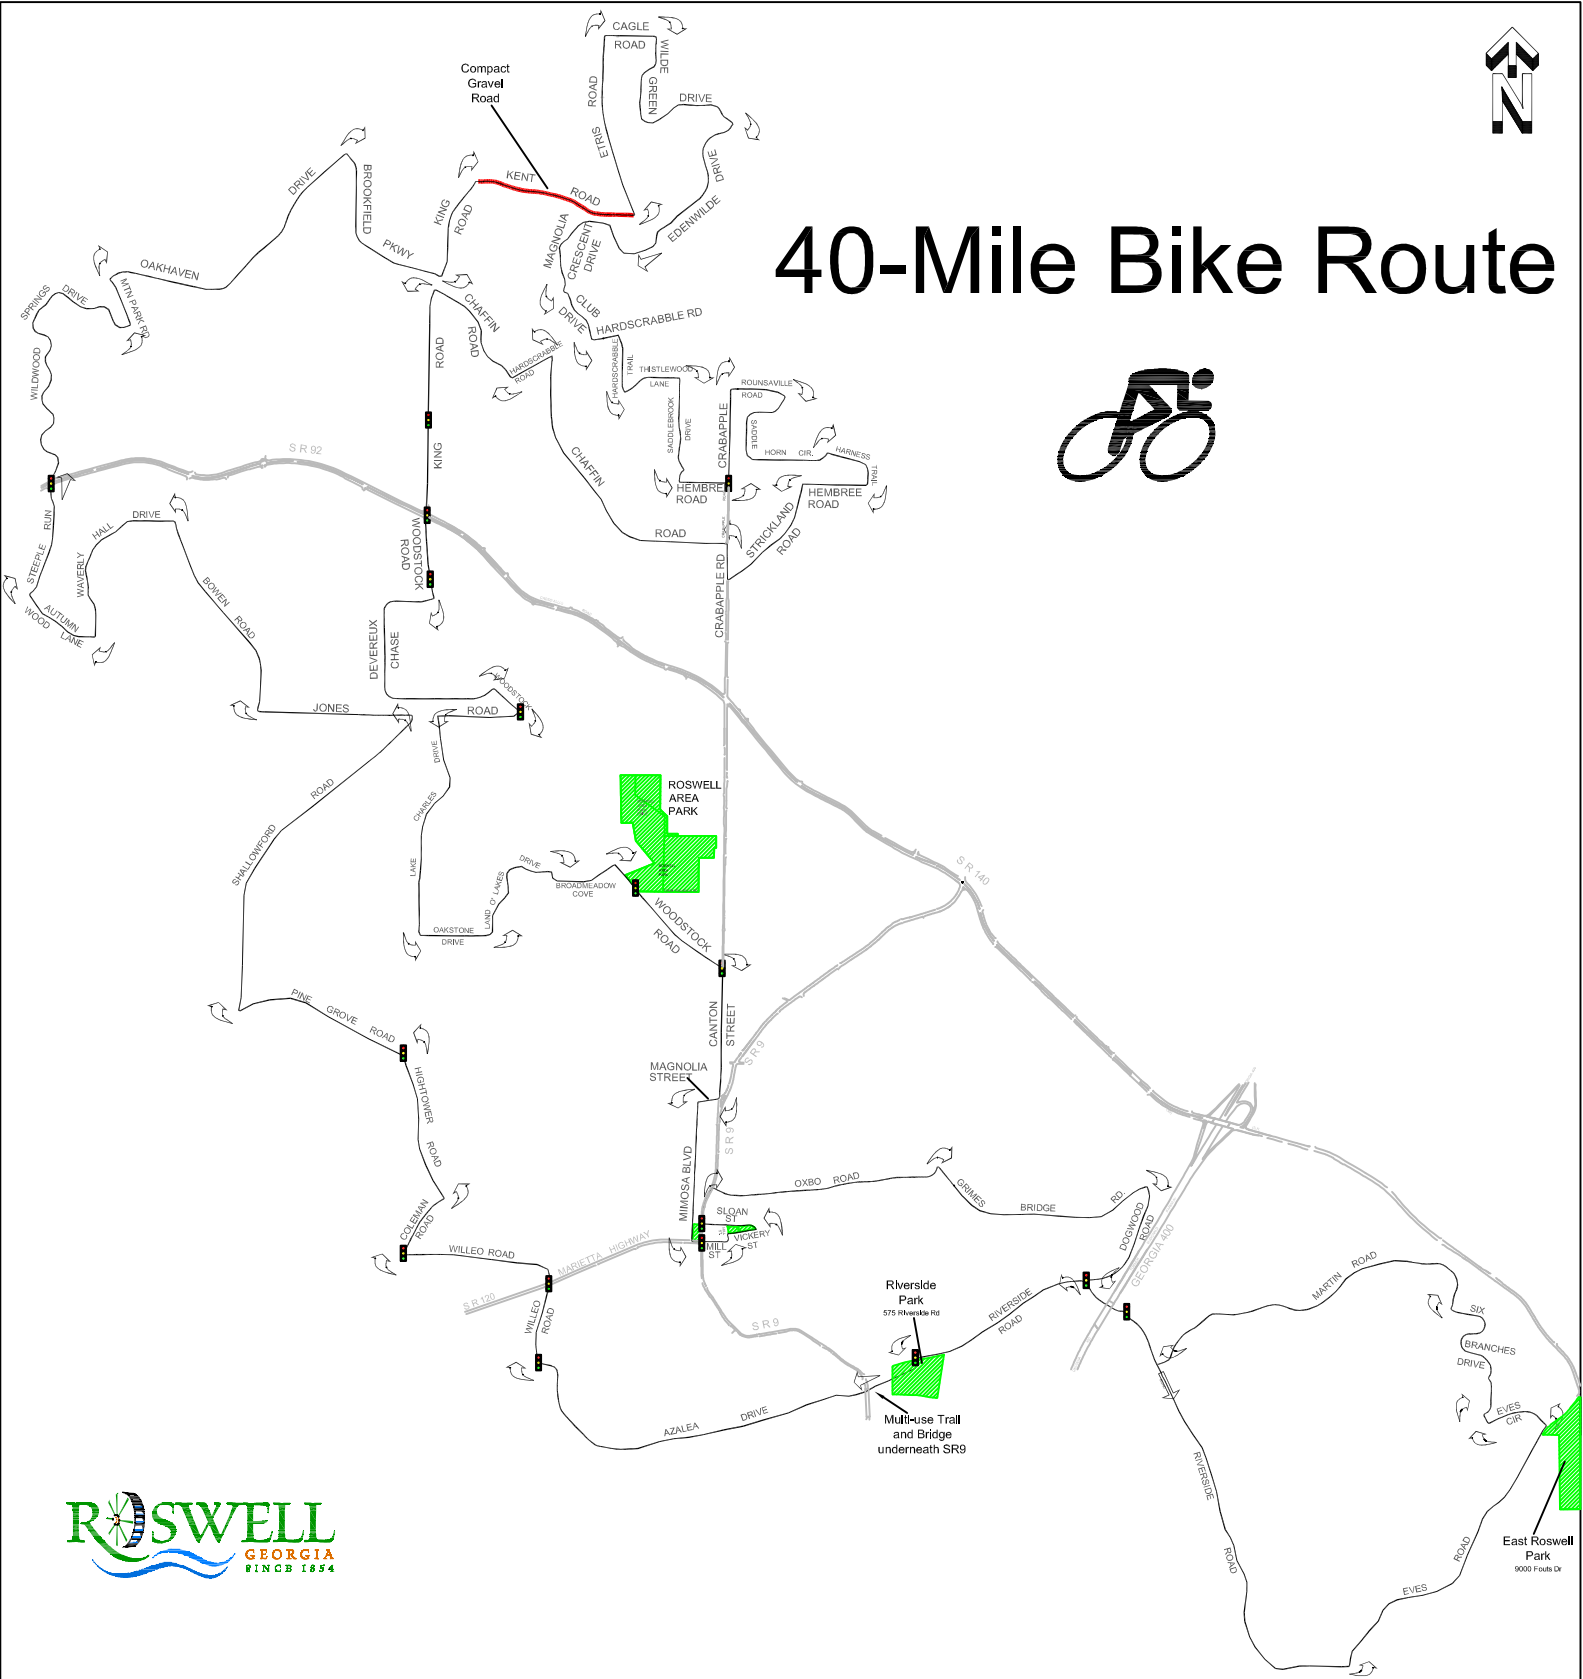 CAGLE
ROAD
WILDE
GREEN
DRIVE
Compact
Gravel
Road
ETRIS
ROAD
N
DRIVE
EDENWILDE
KENT
ROAD
DRIVE
BROOKFIELD
PKWY
KING
ROAD
MAGNOLIA
CRESCENT
DRIVE
CLUB
DRIVE
40-Mile Bike Route
OAKHAVEN
MTN PARK RD
SPRINGS
DRIVE
WILDWOOD
CHAFFIN
ROAD
HARDSCRABBLE RD
HARDSCRABBLE
ROAD
HARDSCRABBLE
TRAIL
THISTLEWOOD
LANE
SADDLEBROOK
DRIVE
ROUNSAVILLE
ROAD
CRABAPPLE
SADDLE
HORN CIR.
HARNESS
TRAIL
HEMBREE
ROAD
HEMBREE
ROAD
STRICKLAND
ROAD
ROAD
KING
S R 92
CHAFFIN
ROAD
CRABAPPLE RD
WOODSTOCK
ROAD
STEEPLE
RUN
HALL
DRIVE
WAVERLY
AUTUMN
WOOD
LANE
BOWEN
ROAD
DEVEREUX
CHASE
WOODSTOCK
ROAD
JONES
DRIVE
CHARLES
LAKE
ROAD
SHALLOWFORD
ROSWELL
AREA
PARK
DRIVE
LAND O' LAKES
BROADMEADOW
COVE
OAKSTONE
DRIVE
WOODSTOCK
ROAD
S R 140
PINE
GROVE
ROAD
CANTON
STREET
S R 9
MAGNOLIA
STREET
HIGHTOWER
ROAD
S R 9
MIMOSA BLVD
OXBO
ROAD
GRIMES
BRIDGE
RD.
DOGWOOD
ROAD
GEORGIA 400
COLEMAN
ROAD
WILLEO ROAD
SLOAN
ST
VICKERY
ST
MILL
ST
MARIETTA HIGHWAY
S R 120
WILLEO
ROAD
S R 9
Riverside
Park
575 Riverside Rd
RIVERSIDE
ROAD
MARTIN
ROAD
SIX
BRANCHES
DRIVE
EVES
CIR
AZALEA
DRIVE
Multi-use Trail
and Bridge
underneath SR9
RIVERSIDE
ROAD
EVES
ROAD
East Roswell
Park
9000 Fouts Dr
ROSWELL
GEORGIA
SINCE 1854